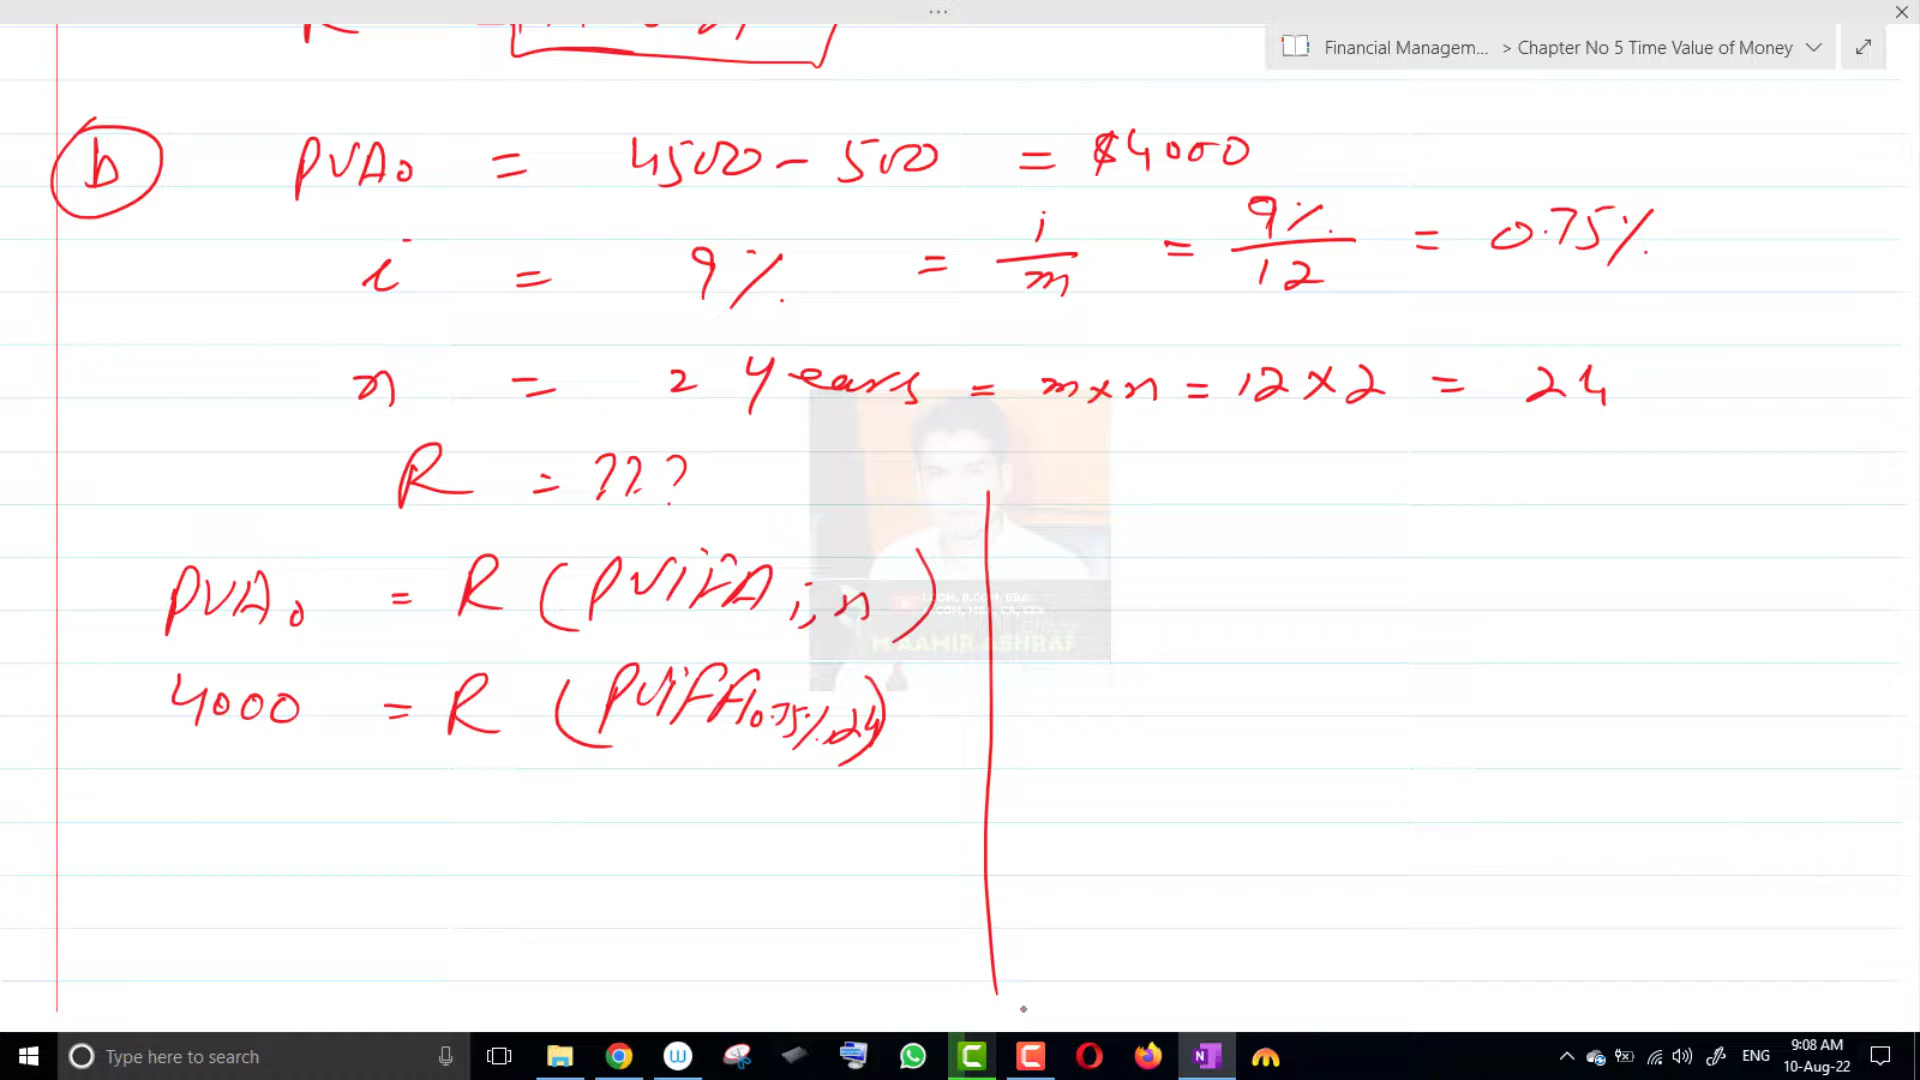 Financial Managem... > Chapter No 5 Time Value of Money
b PVA₀ = 4500 - 500 = $4000
i = 9% = i/m = 9%/12 = 0.75%
n = 2 Years = m×n = 12×2 = 24
R = ???
PVA₀ = R (PVIFA i, n)
4000 = R (PVIFA 0.75%, 24)
M AAMIR ASHRAF
Type here to search
ENG
9:08 AM
10-Aug-22